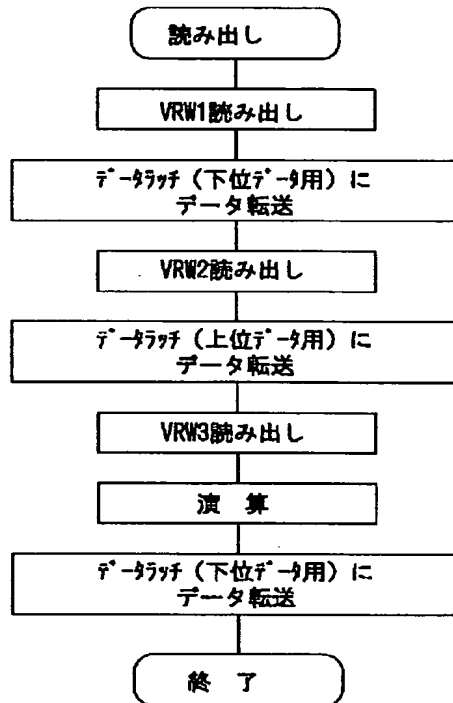 読み出し
VRW1読み出し
ﾃﾞｰﾀﾗｯﾁ（下位ﾃﾞｰﾀ用）に
データ転送
VRW2読み出し
ﾃﾞｰﾀﾗｯﾁ（上位ﾃﾞｰﾀ用）に
データ転送
VRW3読み出し
演　算
ﾃﾞｰﾀﾗｯﾁ（下位ﾃﾞｰﾀ用）に
データ転送
終　了